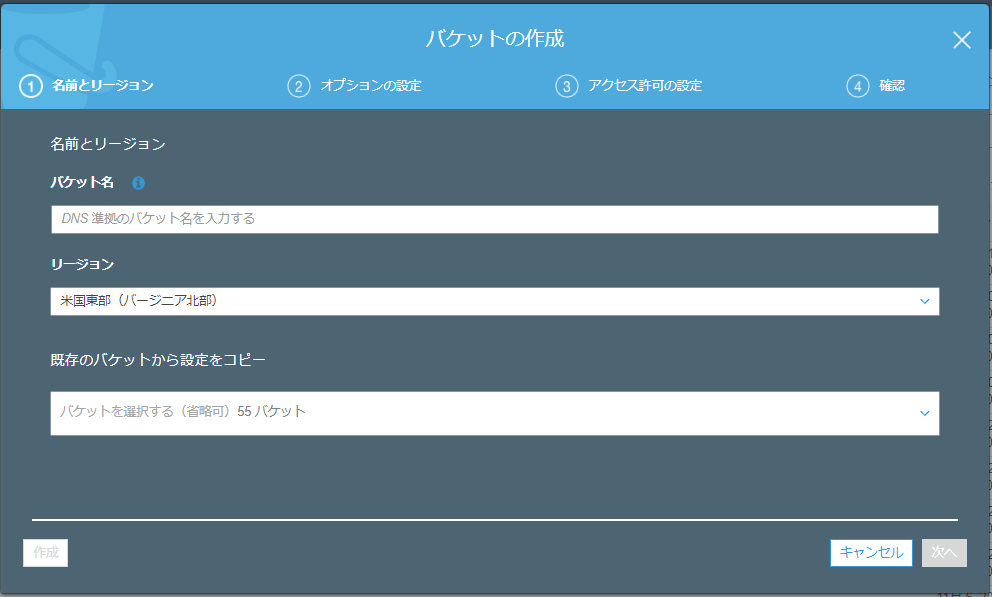 バケットの作成
1 名前とリージョン 2 オプションの設定 3 アクセス許可の設定 4 確認
名前とリージョン
バケット名
DNS 準拠のバケット名を入力する
リージョン
米国東部（バージニア北部）
既存のバケットから設定をコピー
バケットを選択する（省略可）55 バケット
作成 キャンセル 次へ